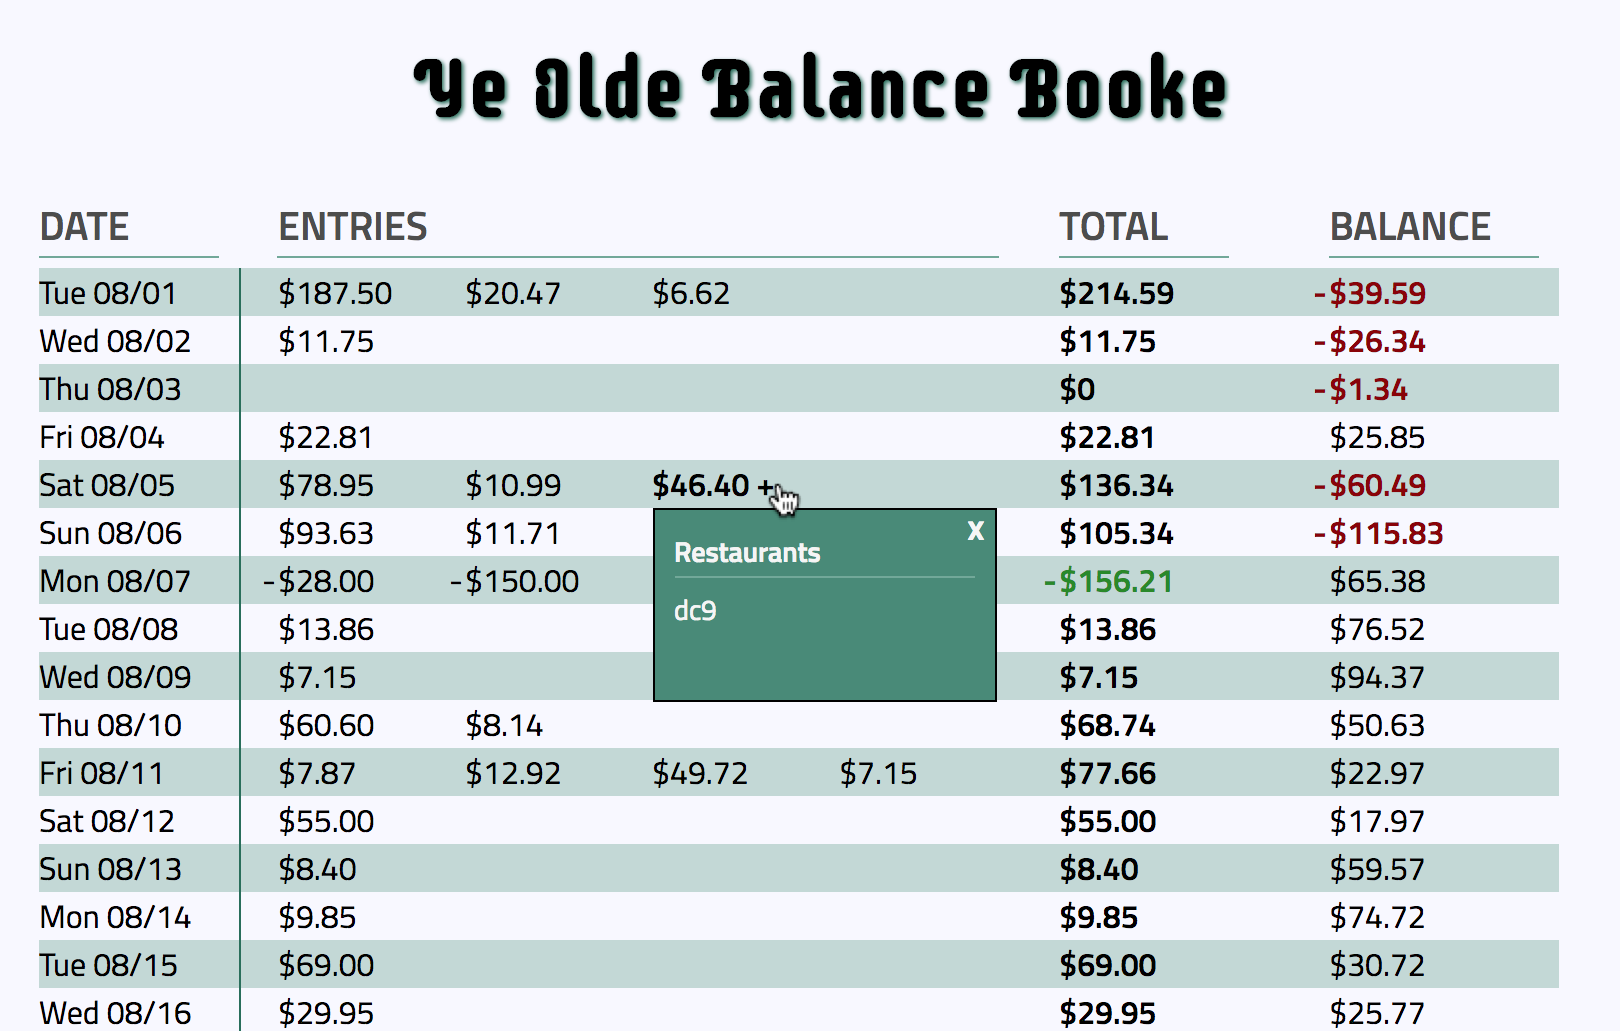 Ye Olde Balance Booke
DATE ENTRIES TOTAL BALANCE
Tue 08/01 $187.50 $20.47 $6.62 $214.59 -$39.59
Wed 08/02 $11.75 $11.75 -$26.34
Thu 08/03 $0 -$1.34
Fri 08/04 $22.81 $22.81 $25.85
Sat 08/05 $78.95 $10.99 $46.40 + $136.34 -$60.49
Sun 08/06 $93.63 $11.71 $105.34 -$115.83
Mon 08/07 -$28.00 -$150.00 -$156.21 $65.38
Tue 08/08 $13.86 $13.86 $76.52
Wed 08/09 $7.15 $7.15 $94.37
Thu 08/10 $60.60 $8.14 $68.74 $50.63
Fri 08/11 $7.87 $12.92 $49.72 $7.15 $77.66 $22.97
Sat 08/12 $55.00 $55.00 $17.97
Sun 08/13 $8.40 $8.40 $59.57
Mon 08/14 $9.85 $9.85 $74.72
Tue 08/15 $69.00 $69.00 $30.72
Wed 08/16 $29.95 $29.95 $25.77
X
Restaurants
dc9